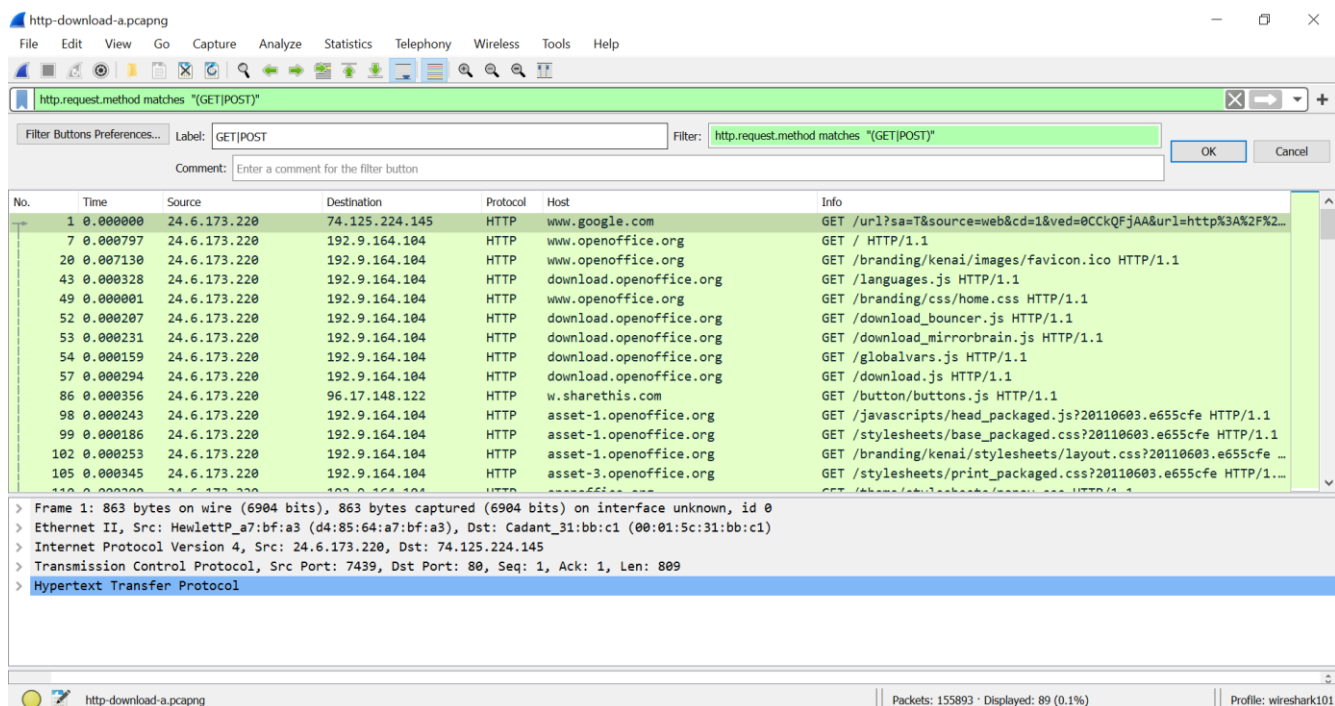 http-download-a.pcapng
File Edit View Go Capture Analyze Statistics Telephony Wireless Tools Help
http.request.method matches "(GET|POST)"
Filter Buttons Preferences... Label: GET|POST Filter: http.request.method matches "(GET|POST)"
OK Cancel
Comment: Enter a comment for the filter button
No. Time Source Destination Protocol Host Info
1 0.000000 24.6.173.220 74.125.224.145 HTTP www.google.com GET /url?sa=T&source=web&cd=1&ved=0CCkQFjAA&url=http%3A%2F%2…
7 0.000797 24.6.173.220 192.9.164.104 HTTP www.openoffice.org GET / HTTP/1.1
20 0.007130 24.6.173.220 192.9.164.104 HTTP www.openoffice.org GET /branding/kenai/images/favicon.ico HTTP/1.1
43 0.000328 24.6.173.220 192.9.164.104 HTTP download.openoffice.org GET /languages.js HTTP/1.1
49 0.000001 24.6.173.220 192.9.164.104 HTTP www.openoffice.org GET /branding/css/home.css HTTP/1.1
52 0.000207 24.6.173.220 192.9.164.104 HTTP download.openoffice.org GET /download_bouncer.js HTTP/1.1
53 0.000231 24.6.173.220 192.9.164.104 HTTP download.openoffice.org GET /download_mirrorbrain.js HTTP/1.1
54 0.000159 24.6.173.220 192.9.164.104 HTTP download.openoffice.org GET /globalvars.js HTTP/1.1
57 0.000294 24.6.173.220 192.9.164.104 HTTP download.openoffice.org GET /download.js HTTP/1.1
86 0.000356 24.6.173.220 96.17.148.122 HTTP w.sharethis.com GET /button/buttons.js HTTP/1.1
98 0.000243 24.6.173.220 192.9.164.104 HTTP asset-1.openoffice.org GET /javascripts/head_packaged.js?20110603.e655cfe HTTP/1.1
99 0.000186 24.6.173.220 192.9.164.104 HTTP asset-1.openoffice.org GET /stylesheets/base_packaged.css?20110603.e655cfe HTTP/1.1
102 0.000253 24.6.173.220 192.9.164.104 HTTP asset-1.openoffice.org GET /branding/kenai/stylesheets/layout.css?20110603.e655cfe …
105 0.000345 24.6.173.220 192.9.164.104 HTTP asset-3.openoffice.org GET /stylesheets/print_packaged.css?20110603.e655cfe HTTP/1.…
Frame 1: 863 bytes on wire (6904 bits), 863 bytes captured (6904 bits) on interface unknown, id 0
Ethernet II, Src: HewlettP_a7:bf:a3 (d4:85:64:a7:bf:a3), Dst: Cadant_31:bb:c1 (00:01:5c:31:bb:c1)
Internet Protocol Version 4, Src: 24.6.173.220, Dst: 74.125.224.145
Transmission Control Protocol, Src Port: 7439, Dst Port: 80, Seq: 1, Ack: 1, Len: 809
Hypertext Transfer Protocol
http-download-a.pcapng Packets: 155893 · Displayed: 89 (0.1%) Profile: wireshark101